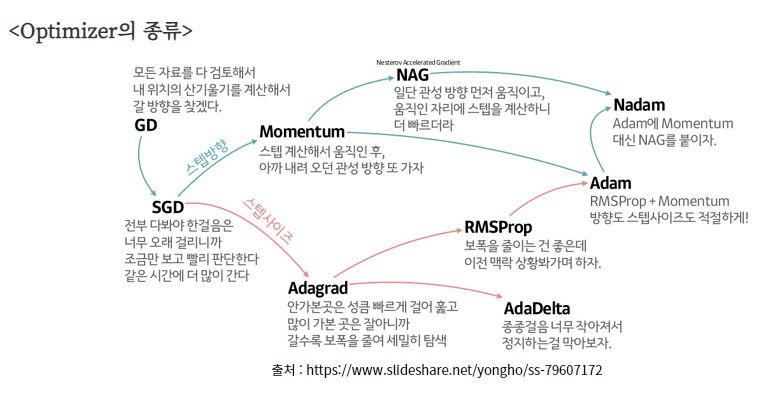 <Optimizer의 종류>
모든 자료를 다 검토해서
내 위치의 산기울기를 계산해서
갈 방향을 찾겠다.
GD
스텝방향
Momentum
스텝 계산해서 움직인 후,
아까 내려 오던 관성 방향 또 가자
Nesterov Accelerated Gradient
NAG
일단 관성 방향 먼저 움직이고,
움직인 자리에 스텝을 계산하니
더 빠르더라
Nadam
Adam에 Momentum
대신 NAG를 붙이자.
Adam
RMSProp + Momentum
방향도 스텝사이즈도 적절하게!
SGD
전부 다봐야 한걸음은
너무 오래 걸리니까
조금만 보고 빨리 판단한다
같은 시간에 더 많이 간다
스텝사이즈
RMSProp
보폭을 줄이는 건 좋은데
이전 맥락 상황봐가며 하자.
Adagrad
안가본곳은 성큼 빠르게 걸어 훑고
많이 가본 곳은 잘아니까
갈수록 보폭을 줄여 세밀히 탐색
AdaDelta
종종걸음 너무 작아져서
정지하는걸 막아보자.
출처 : https://www.slideshare.net/yongho/ss-79607172